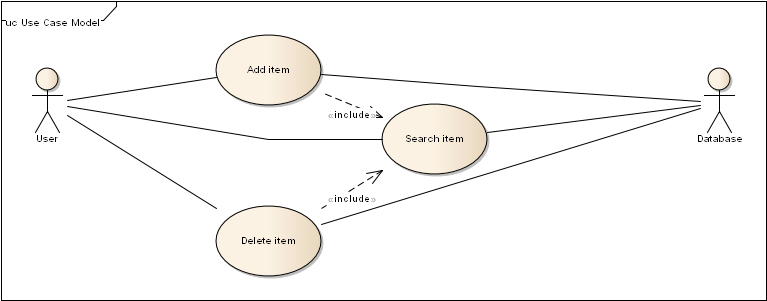 uc Use Case Model
Add item
«include»
Search item
User
Database
«include»
Delete item